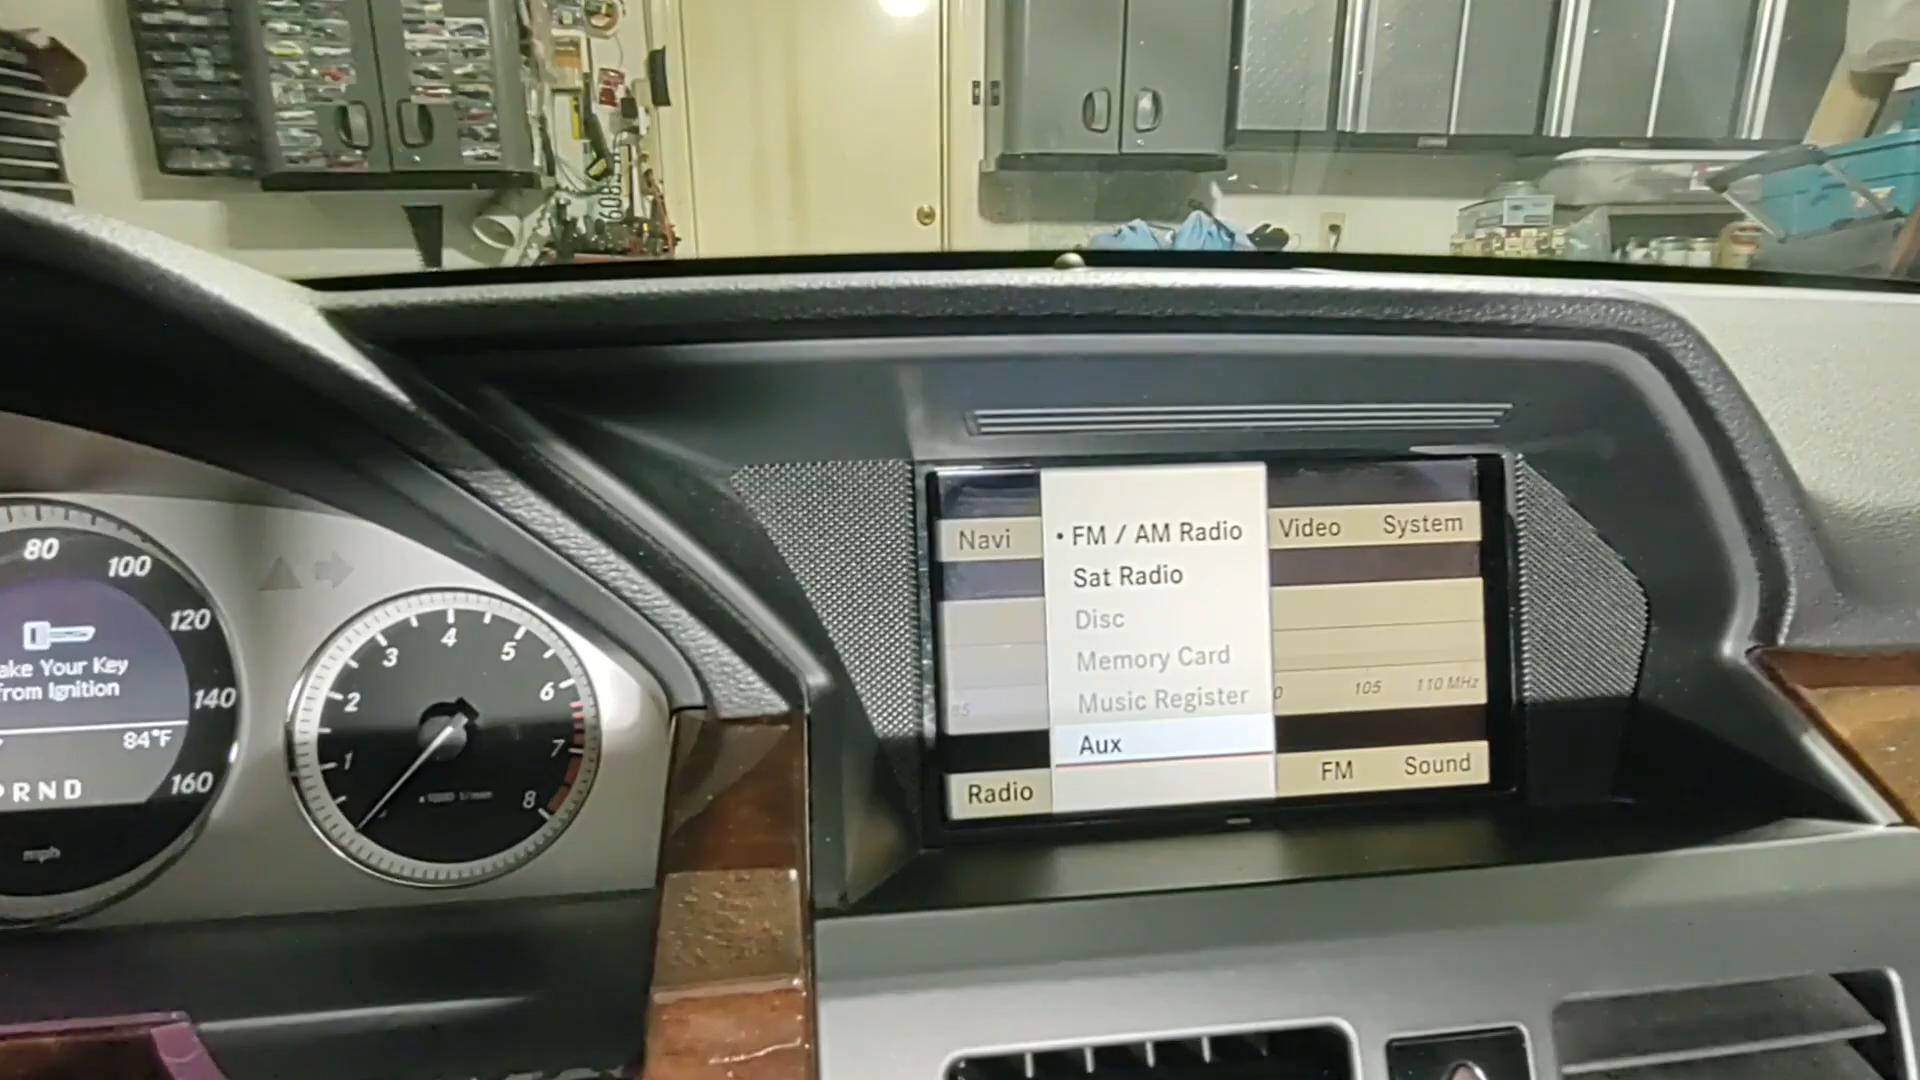 80
100
120
140
160
ake Your Key
from Ignition
84°F
PRND
mph
1
2
3
4
5
6
7
8
Navi
• FM / AM Radio
Sat Radio
Disc
Memory Card
Music Register
Aux
Video
System
105
110 MHz
Radio
FM
Sound